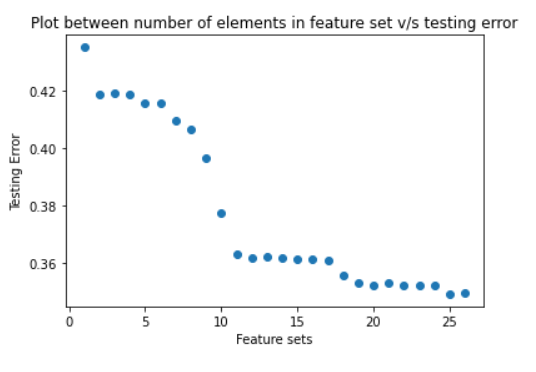 Plot between number of elements in feature set v/s testing error
0.42
0.40
0.38
0.36
Testing Error
0 5 10 15 20 25
Feature sets